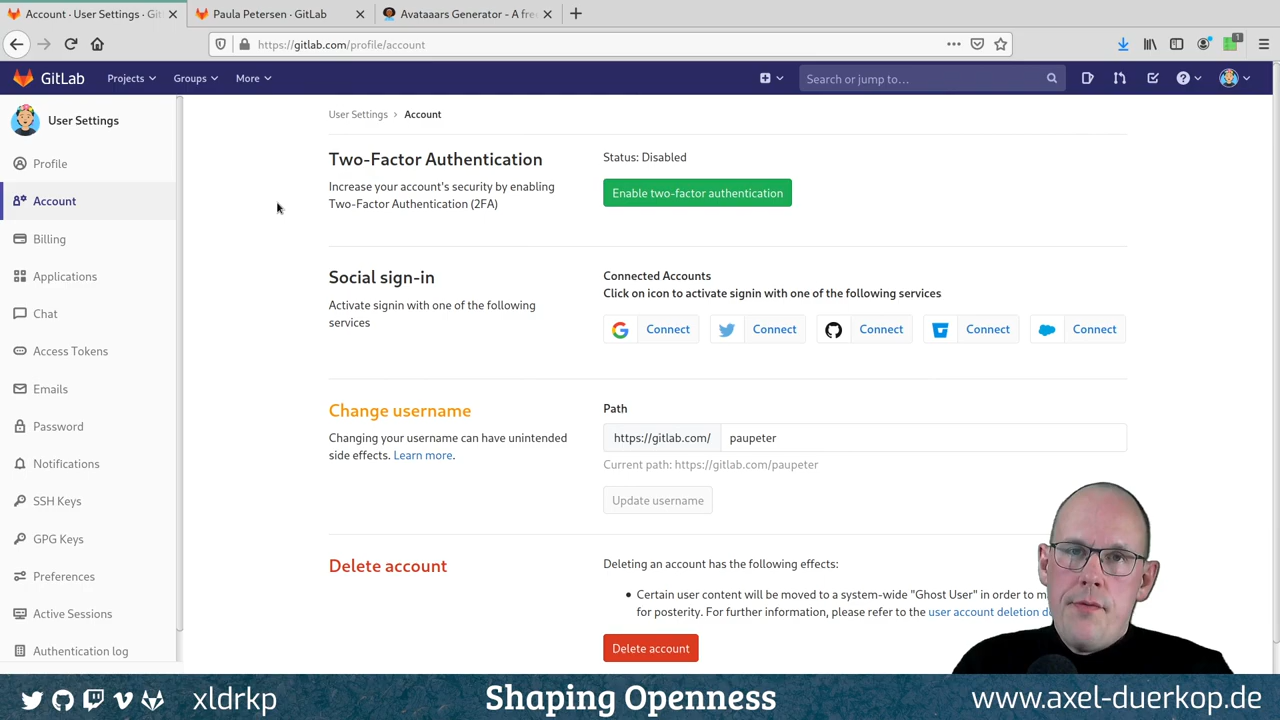 Account · User Settings · Git
Paula Petersen · GitLab
Avataaars Generator - A fre
https://gitlab.com/profile/account
1
GitLab
Projects
Groups
More
Search or jump to…
User Settings
Profile
Account
Billing
Applications
Chat
Access Tokens
Emails
Password
Notifications
SSH Keys
GPG Keys
Preferences
Active Sessions
Authentication log
User Settings › Account
Two-Factor Authentication
Increase your account's security by enabling
Two-Factor Authentication (2FA)
Status: Disabled
Enable two-factor authentication
Social sign-in
Activate signin with one of the following
services
Connected Accounts
Click on icon to activate signin with one of the following services
Connect
Connect
Connect
Connect
Connect
Change username
Changing your username can have unintended
side effects. Learn more.
Path
https://gitlab.com/ paupeter
Current path: https://gitlab.com/paupeter
Update username
Delete account
Deleting an account has the following effects:
Certain user content will be moved to a system-wide "Ghost User" in order to
for posterity. For further information, please refer to the user account deletion
Delete account
xldrkp
Shaping Openness
www.axel-duerkop.de